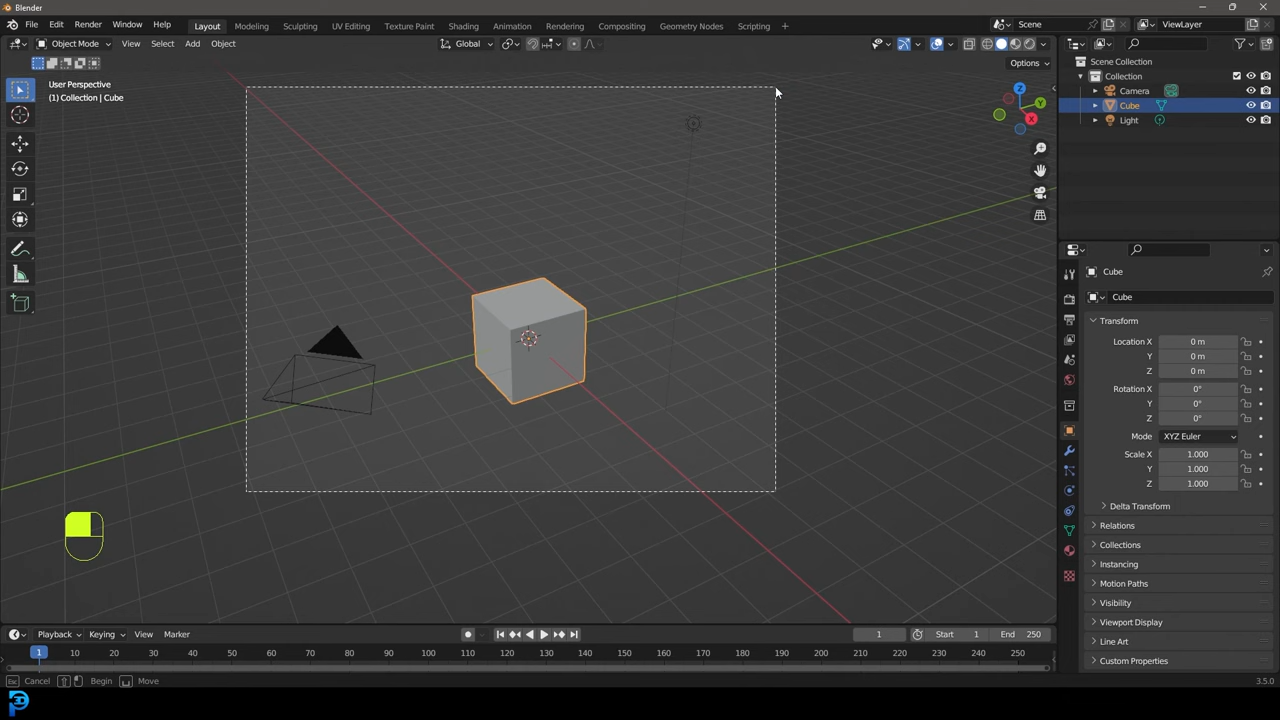 Blender
File Edit Render Window Help Layout Modeling Sculpting UV Editing Texture Paint Shading Animation Rendering Compositing Geometry Nodes Scripting + Scene ViewLayer
Object Mode View Select Add Object Global
Options
User Perspective
(1) Collection | Cube
Z
Y
X
Scene Collection
Collection
Camera
Cube
Light
Cube
Cube
Transform
Location X 0 m
Y 0 m
Z 0 m
Rotation X 0°
Y 0°
Z 0°
Mode XYZ Euler
Scale X 1.000
Y 1.000
Z 1.000
Delta Transform
Relations
Collections
Instancing
Motion Paths
Visibility
Viewport Display
Line Art
Custom Properties
Playback Keying View Marker 1 Start 1 End 250
1 10 20 30 40 50 60 70 80 90 100 110 120 130 140 150 160 170 180 190 200 210 220 230 240 250
Esc Cancel Begin Move 3.5.0